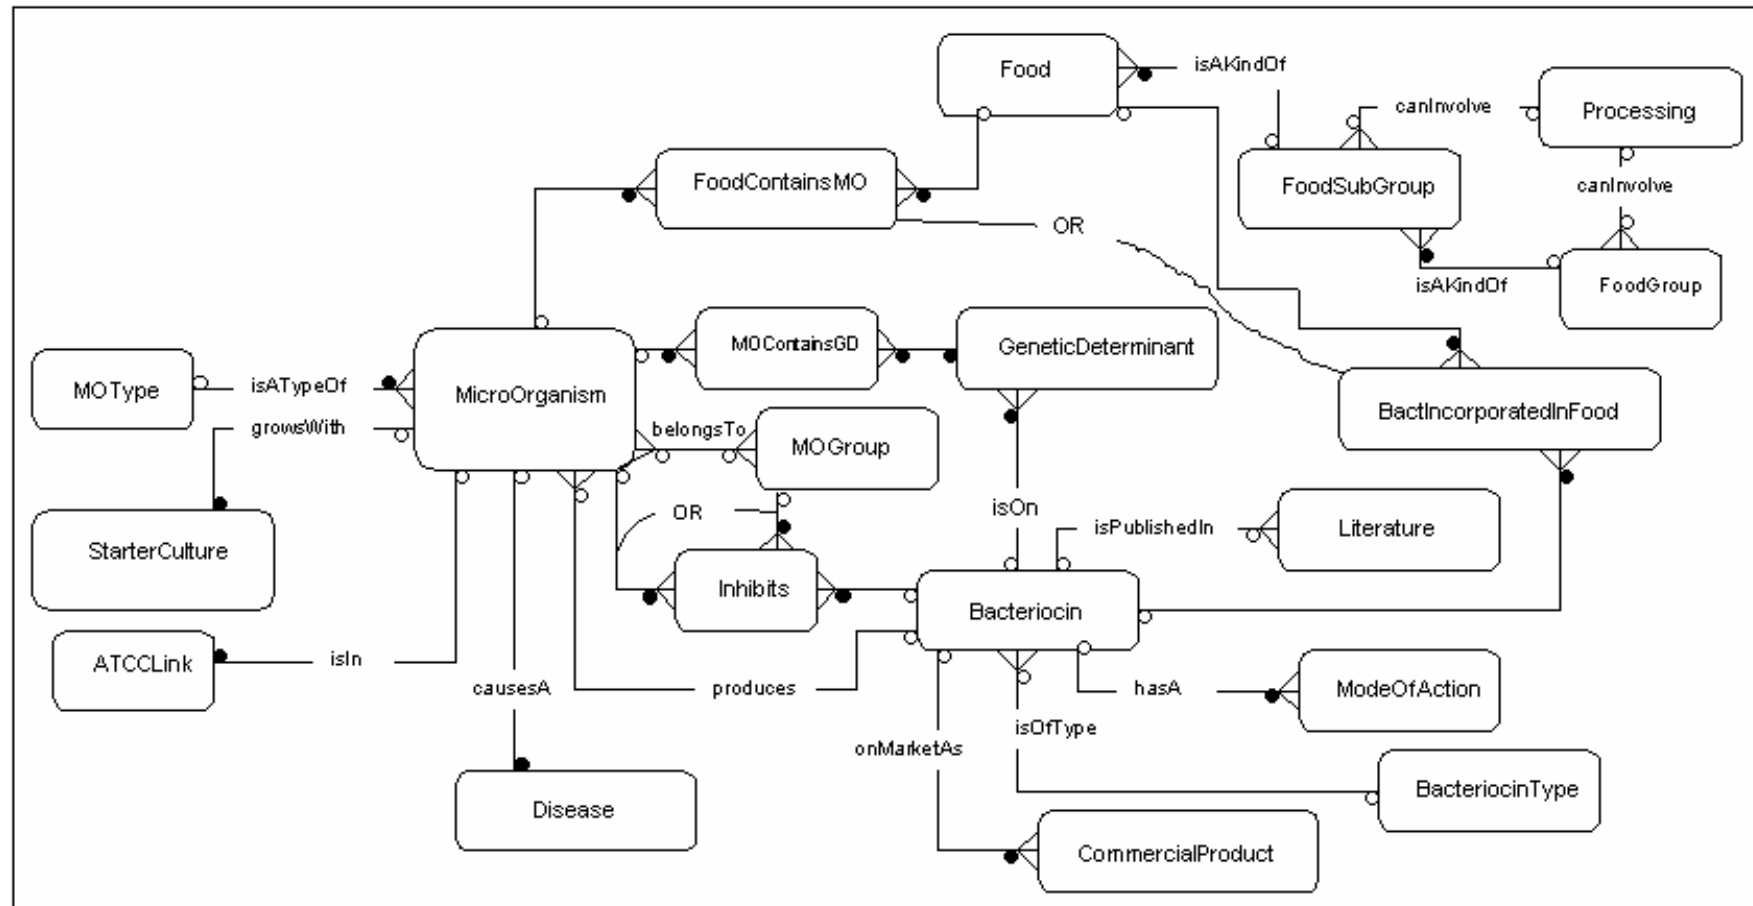 Food
isAKindOf
canInvolve
Processing
FoodContainsMO
FoodSubGroup
canInvolve
OR
isAKindOf
FoodGroup
MOContainsGD
GeneticDeterminant
MOType
isATypeOf
MicroOrganism
BactIncorporatedInFood
growsWith
belongsTo
MOGroup
isOn
OR
isPublishedIn
Literature
StarterCulture
Inhibits
Bacteriocin
ATCCLink
isIn
causesA
produces
hasA
ModeOfAction
isOfType
onMarketAs
BacteriocinType
Disease
CommercialProduct